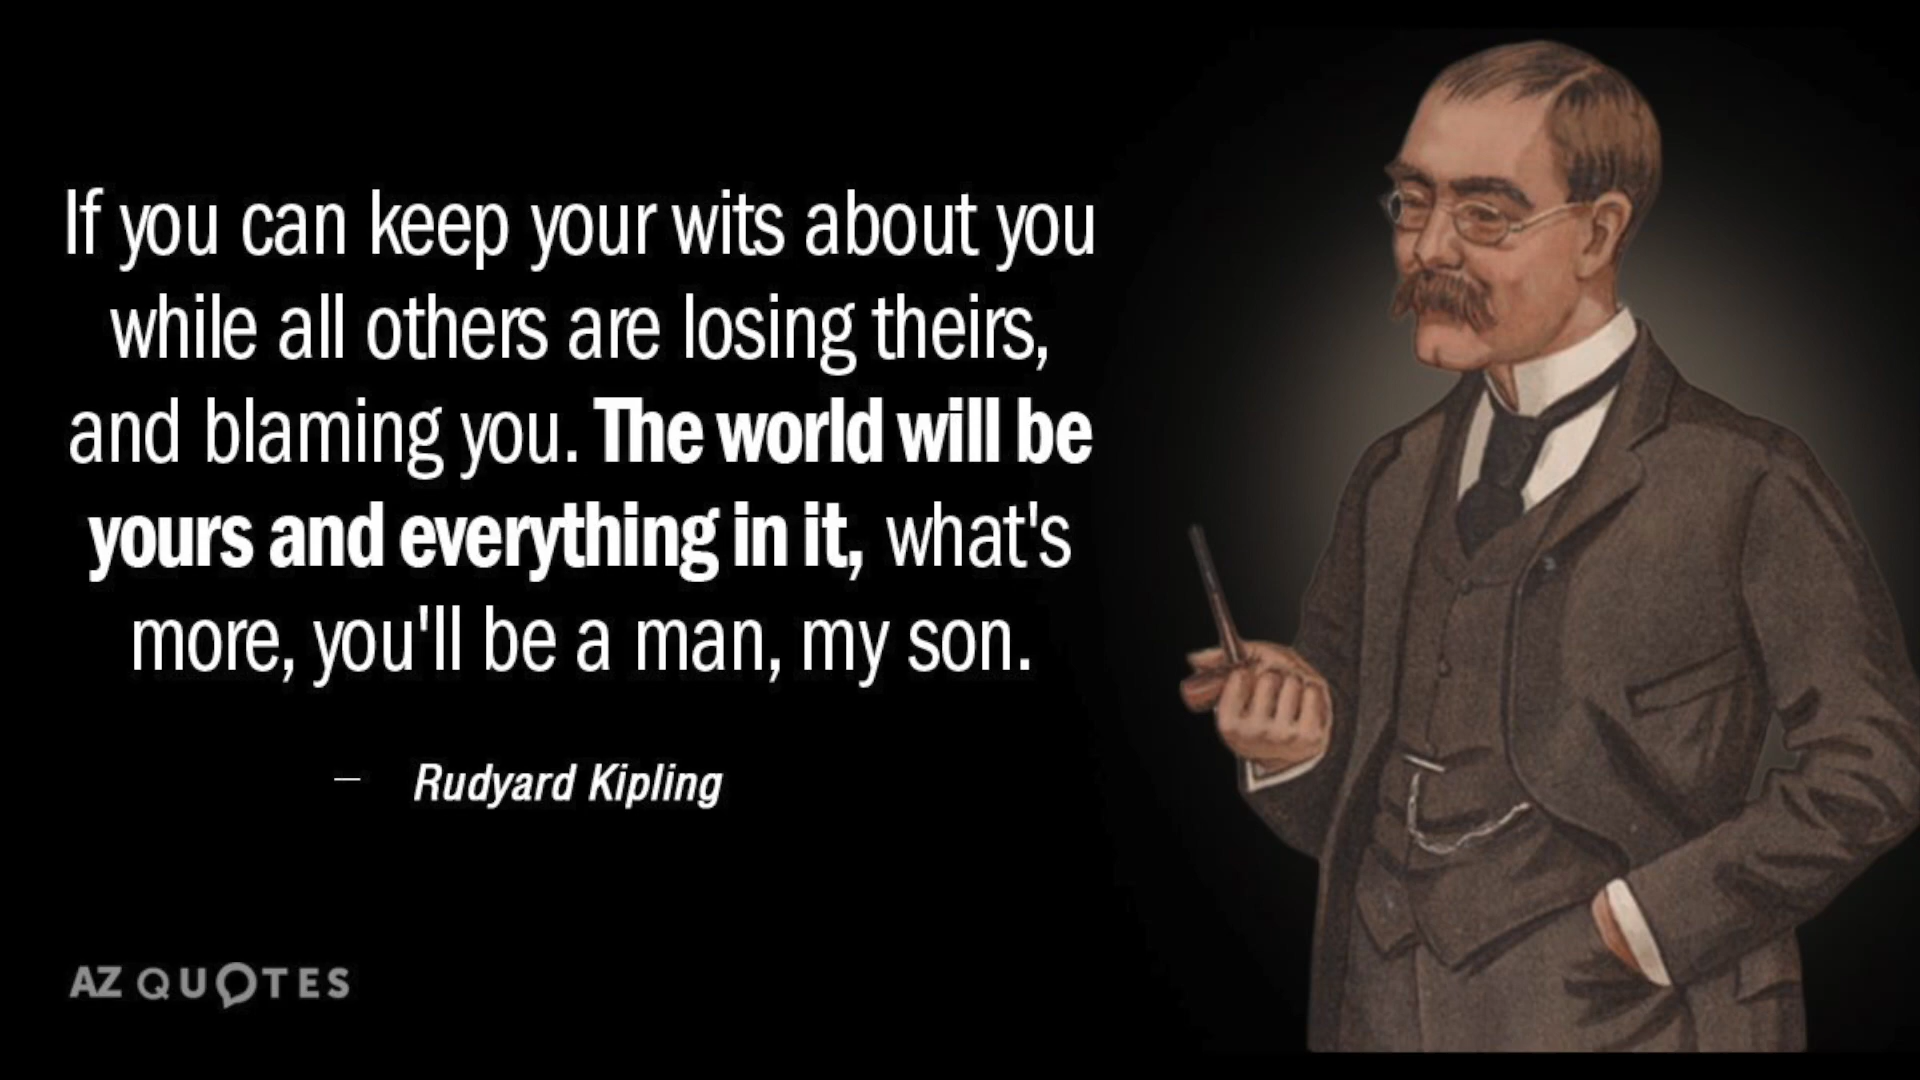 If you can keep your wits about you
while all others are losing theirs,
and blaming you. The world will be
yours and everything in it, what's
more, you'll be a man, my son.
— Rudyard Kipling
AZ QUOTES